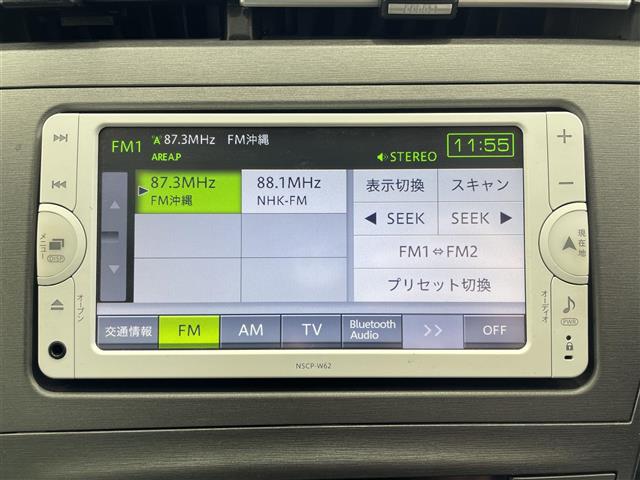 FM1 87.3MHz FM沖縄
AREA.P
STEREO
11:55
87.3MHz
FM沖縄
88.1MHz
NHK-FM
表示切換
スキャン
◀ SEEK
SEEK ▶
FM1⇔FM2
プリセット切換
交通情報
FM
AM
TV
Bluetooth
Audio
>>
OFF
メニュー
DISP
オープン
現在地
オーディオ
PWR
NSCP-W62